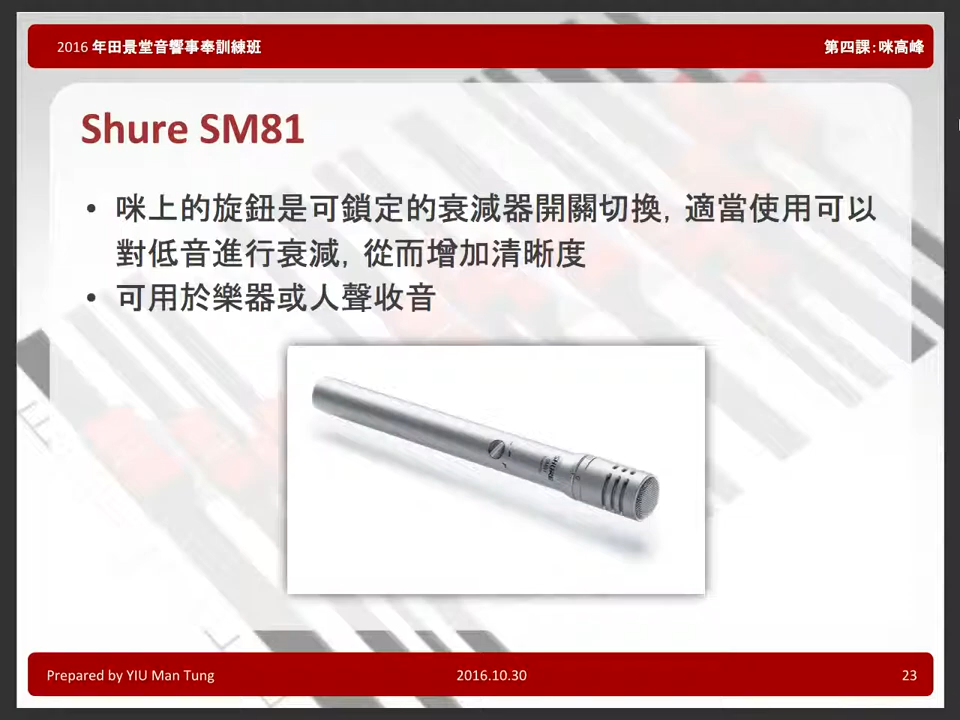 2016 年田景堂音響事奉訓練班
第四課：咪高峰
Shure SM81
• 咪上的旋鈕是可鎖定的衰減器開關切換，適當使用可以
對低音進行衰減，從而增加清晰度
• 可用於樂器或人聲收音
Prepared by YIU Man Tung
2016.10.30
23